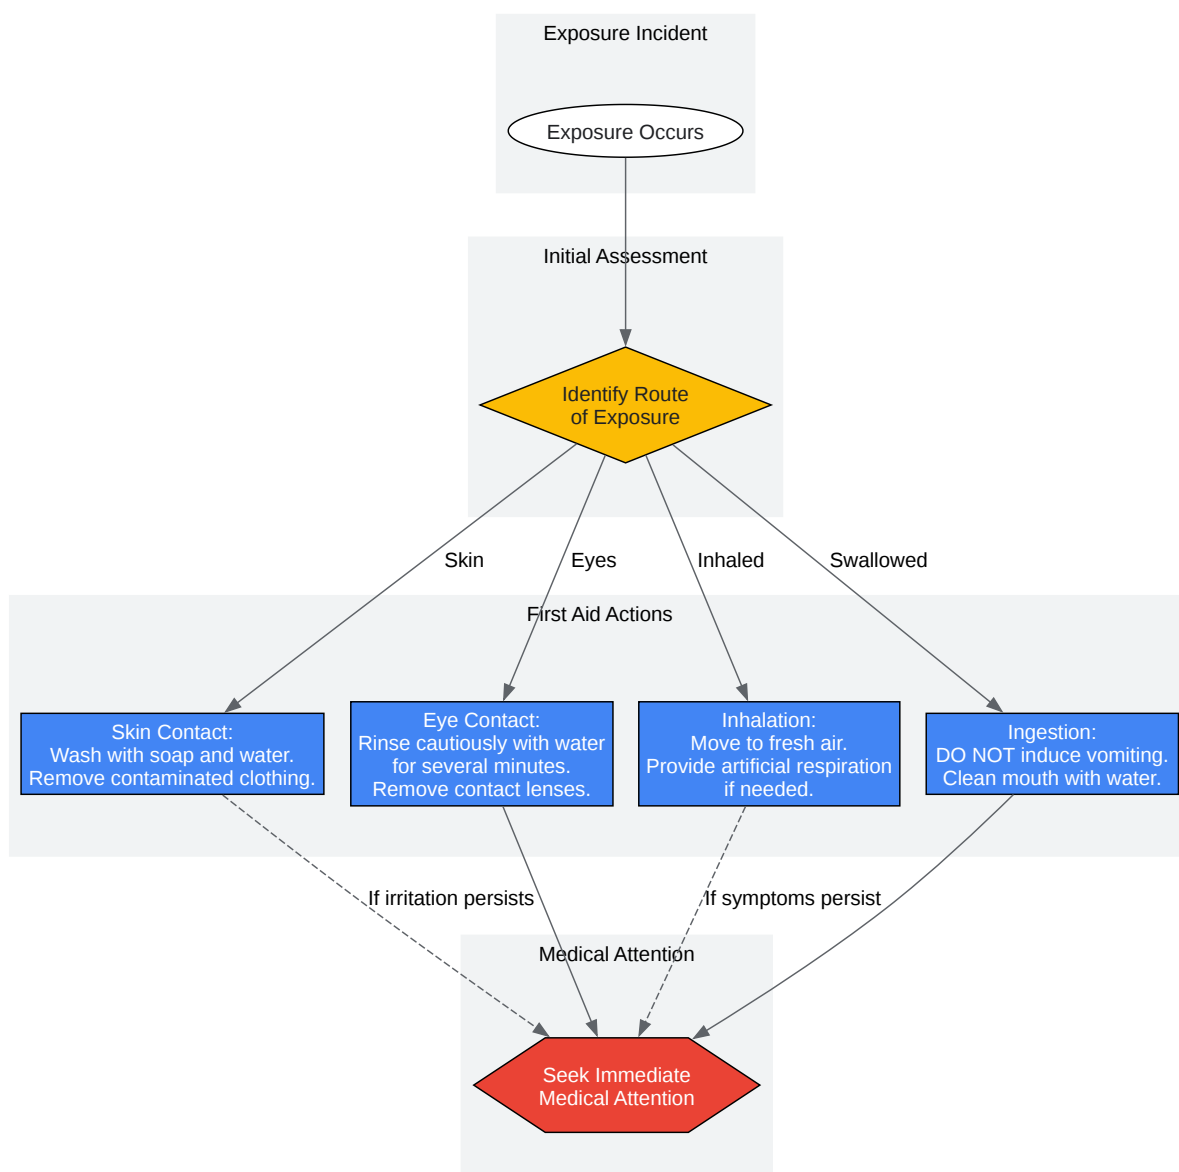 Exposure Incident
Exposure Occurs
Initial Assessment
Identify Route
of Exposure
Skin
Eyes
Inhaled
Swallowed
First Aid Actions
Skin Contact:
Wash with soap and water.
Remove contaminated clothing.
Eye Contact:
Rinse cautiously with water
for several minutes.
Remove contact lenses.
Inhalation:
Move to fresh air.
Provide artificial respiration
if needed.
Ingestion:
DO NOT induce vomiting.
Clean mouth with water.
If irritation persists
If symptoms persist
Medical Attention
Seek Immediate
Medical Attention